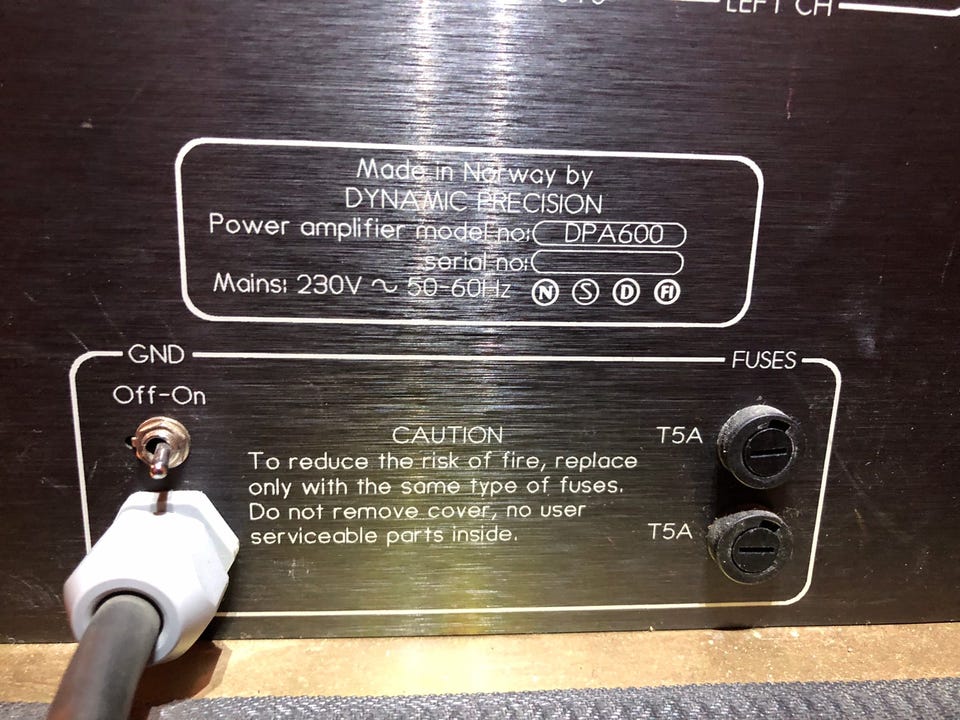 LEFT CH
Made in Norway by
DYNAMIC PRECISION
Power amplifier model no: DPA600
serial no:
Mains: 230V ~ 50-60Hz N S D FI
GND
FUSES
Off-On
CAUTION
To reduce the risk of fire, replace
only with the same type of fuses.
Do not remove cover, no user
serviceable parts inside.
T5A
T5A